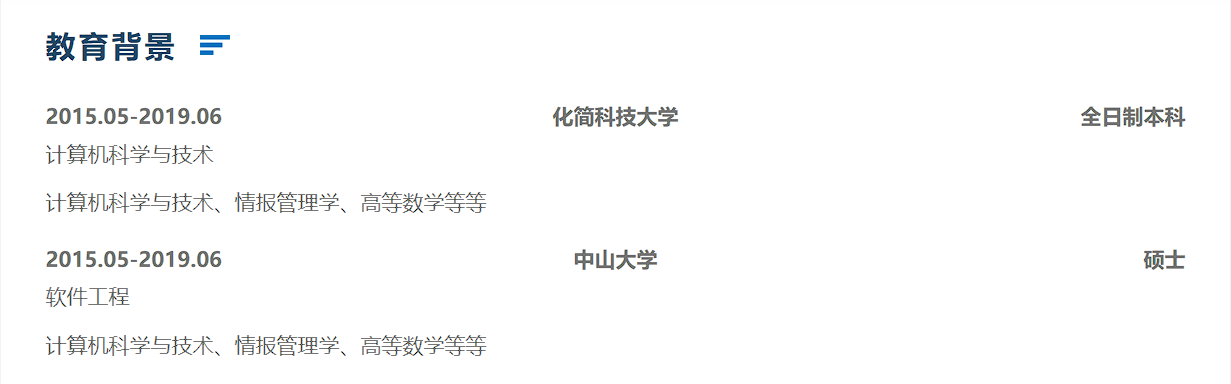 教育背景
2015.05-2019.06 化简科技大学 全日制本科
计算机科学与技术
计算机科学与技术、情报管理学、高等数学等等
2015.05-2019.06 中山大学 硕士
软件工程
计算机科学与技术、情报管理学、高等数学等等